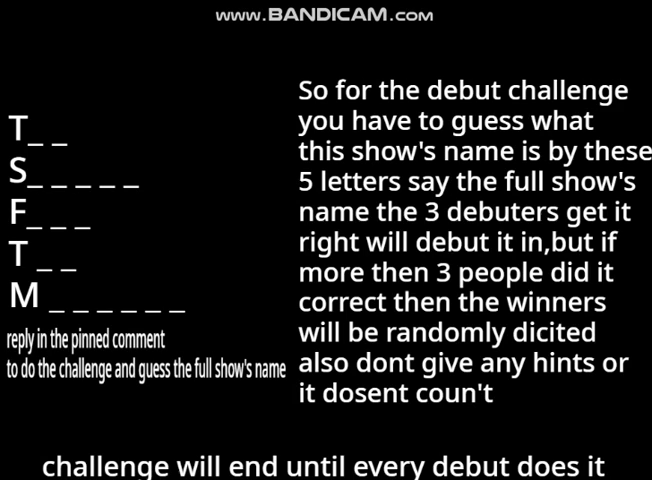 www.BANDICAM.com
T_ _
S_ _ _ _ _
F_ _ _
T _ _
M _ _ _ _ _ _
reply in the pinned comment
to do the challenge and guess the full show's name
So for the debut challenge
you have to guess what
this show's name is by these
5 letters say the full show's
name the 3 debuters get it
right will debut it in,but if
more then 3 people did it
correct then the winners
will be randomly dicited
also dont give any hints or
it dosent coun't
challenge will end until every debut does it